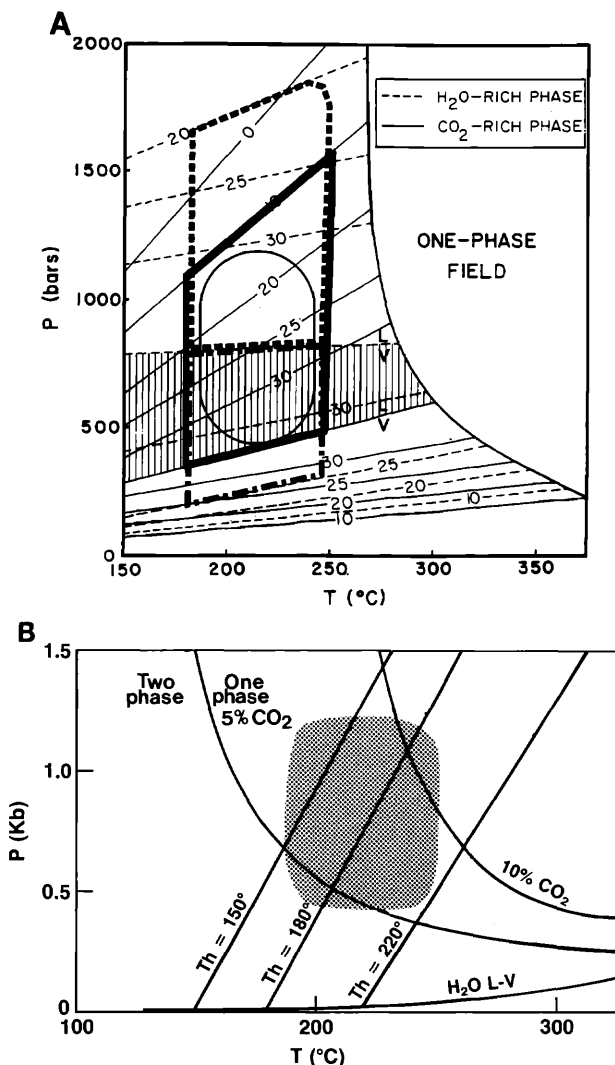 A
2000
1500
1000
500
0
P (bars)
150
200
250
300
350
T (°C)
H₂O-RICH PHASE
CO₂-RICH PHASE
ONE-PHASE
FIELD
20
0
25
10
30
20
25
30
L
V
30
L
V
30
25
25
20
20
10
10
B
1.5
1.0
0.5
0
P (Kb)
Two
phase
One
phase
5% CO₂
10% CO₂
Th = 150°
Th = 180°
Th = 220°
H₂O L-V
100
200
300
T (°C)